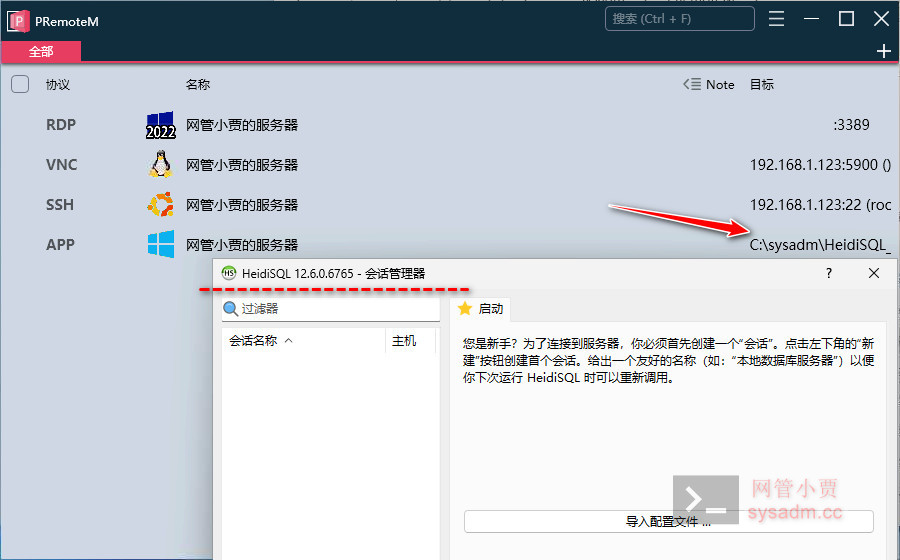 PRemoteM
搜索 (Ctrl + F)
全部
协议 名称 Note 目标
RDP 2022 网管小贾的服务器 :3389
VNC 网管小贾的服务器 192.168.1.123:5900 ()
SSH 网管小贾的服务器 192.168.1.123:22 (roc
APP 网管小贾的服务器 C:\sysadm\HeidiSQL_
HS HeidiSQL 12.6.0.6765 - 会话管理器 ?
过滤器
启动
会话名称 主机
您是新手？为了连接到服务器，你必须首先创建一个“会话”。点击左下角的“新
建”按钮创建首个会话。给出一个友好的名称（如：“本地数据库服务器”）以便
你下次运行 HeidiSQL 时可以重新调用。
网管小贾
sysadm.cc
导入配置文件 ...